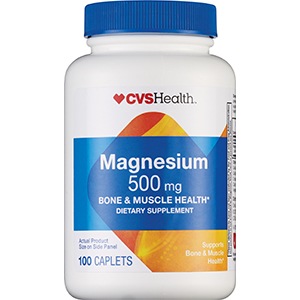 CVSHealth.
Magnesium
500 mg
BONE & MUSCLE HEALTH*
DIETARY SUPPLEMENT
Actual Product
Size on Side Panel
100 CAPLETS
Supports
Bone & Muscle
Health*